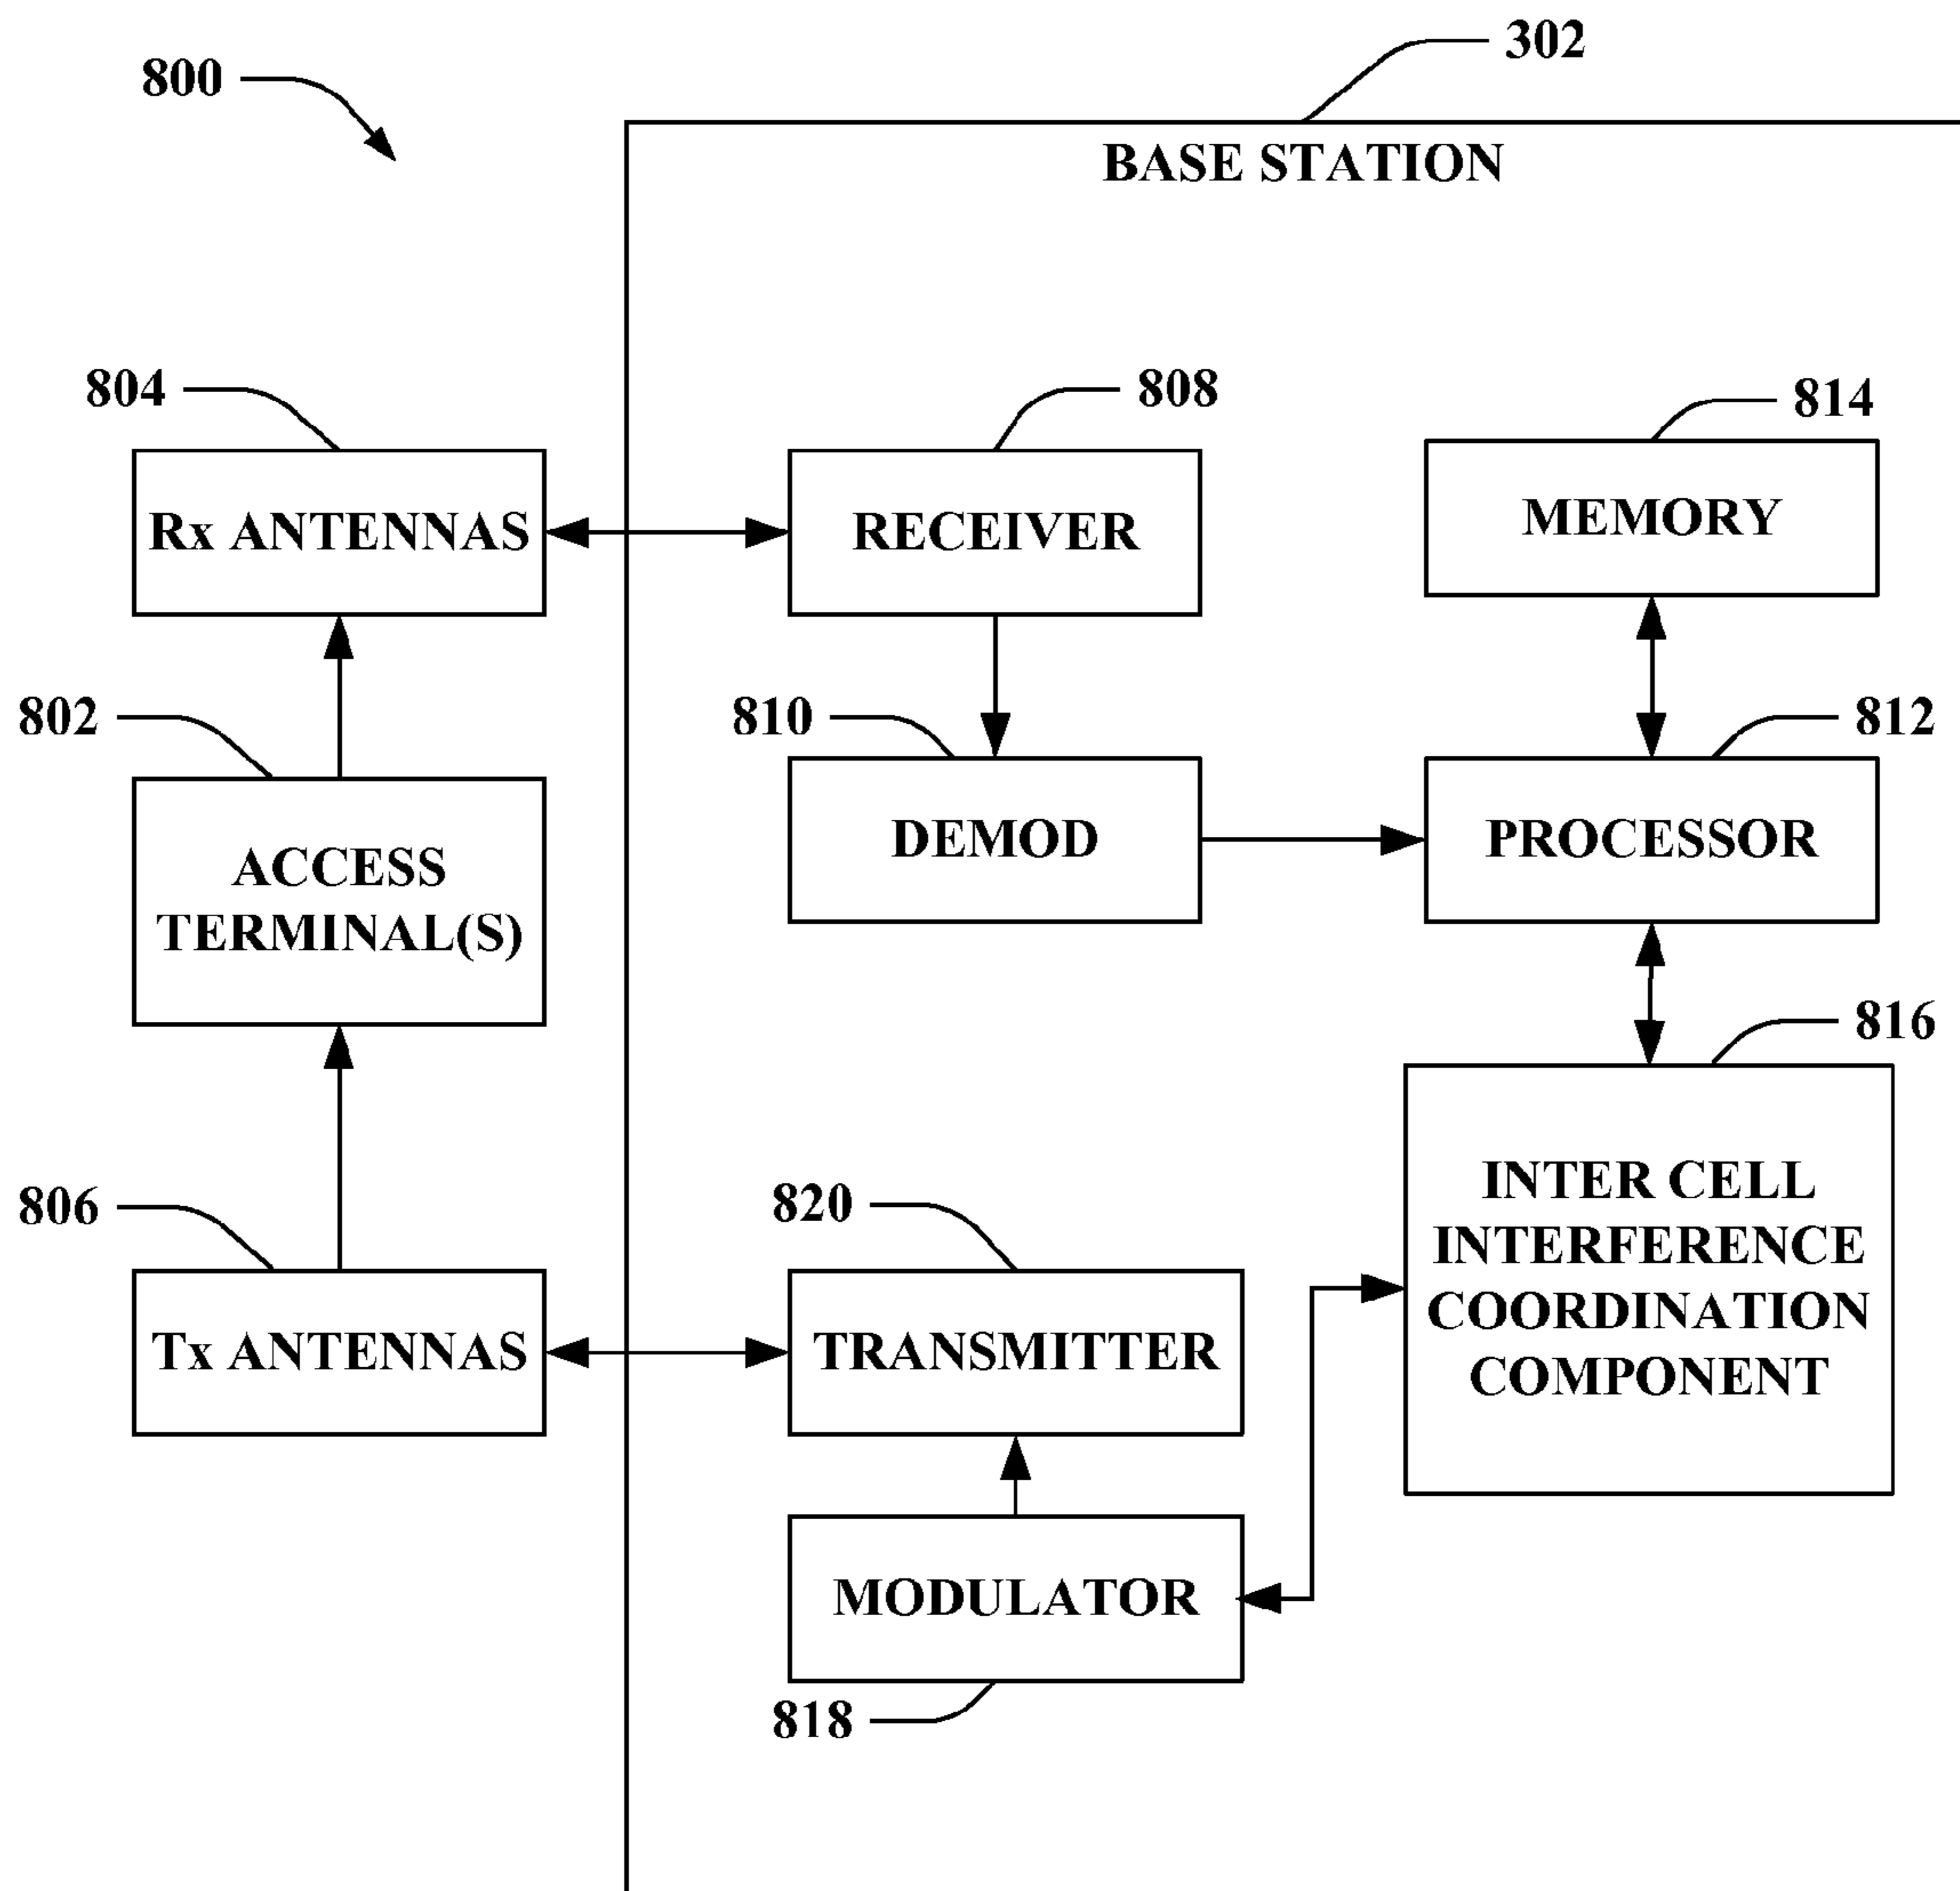 302
800
BASE STATION
804
808
814
Rx ANTENNAS
RECEIVER
MEMORY
802
810
812
ACCESS
TERMINAL(S)
DEMOD
PROCESSOR
816
806
820
INTER CELL
INTERFERENCE
COORDINATION
COMPONENT
Tx ANTENNAS
TRANSMITTER
MODULATOR
818